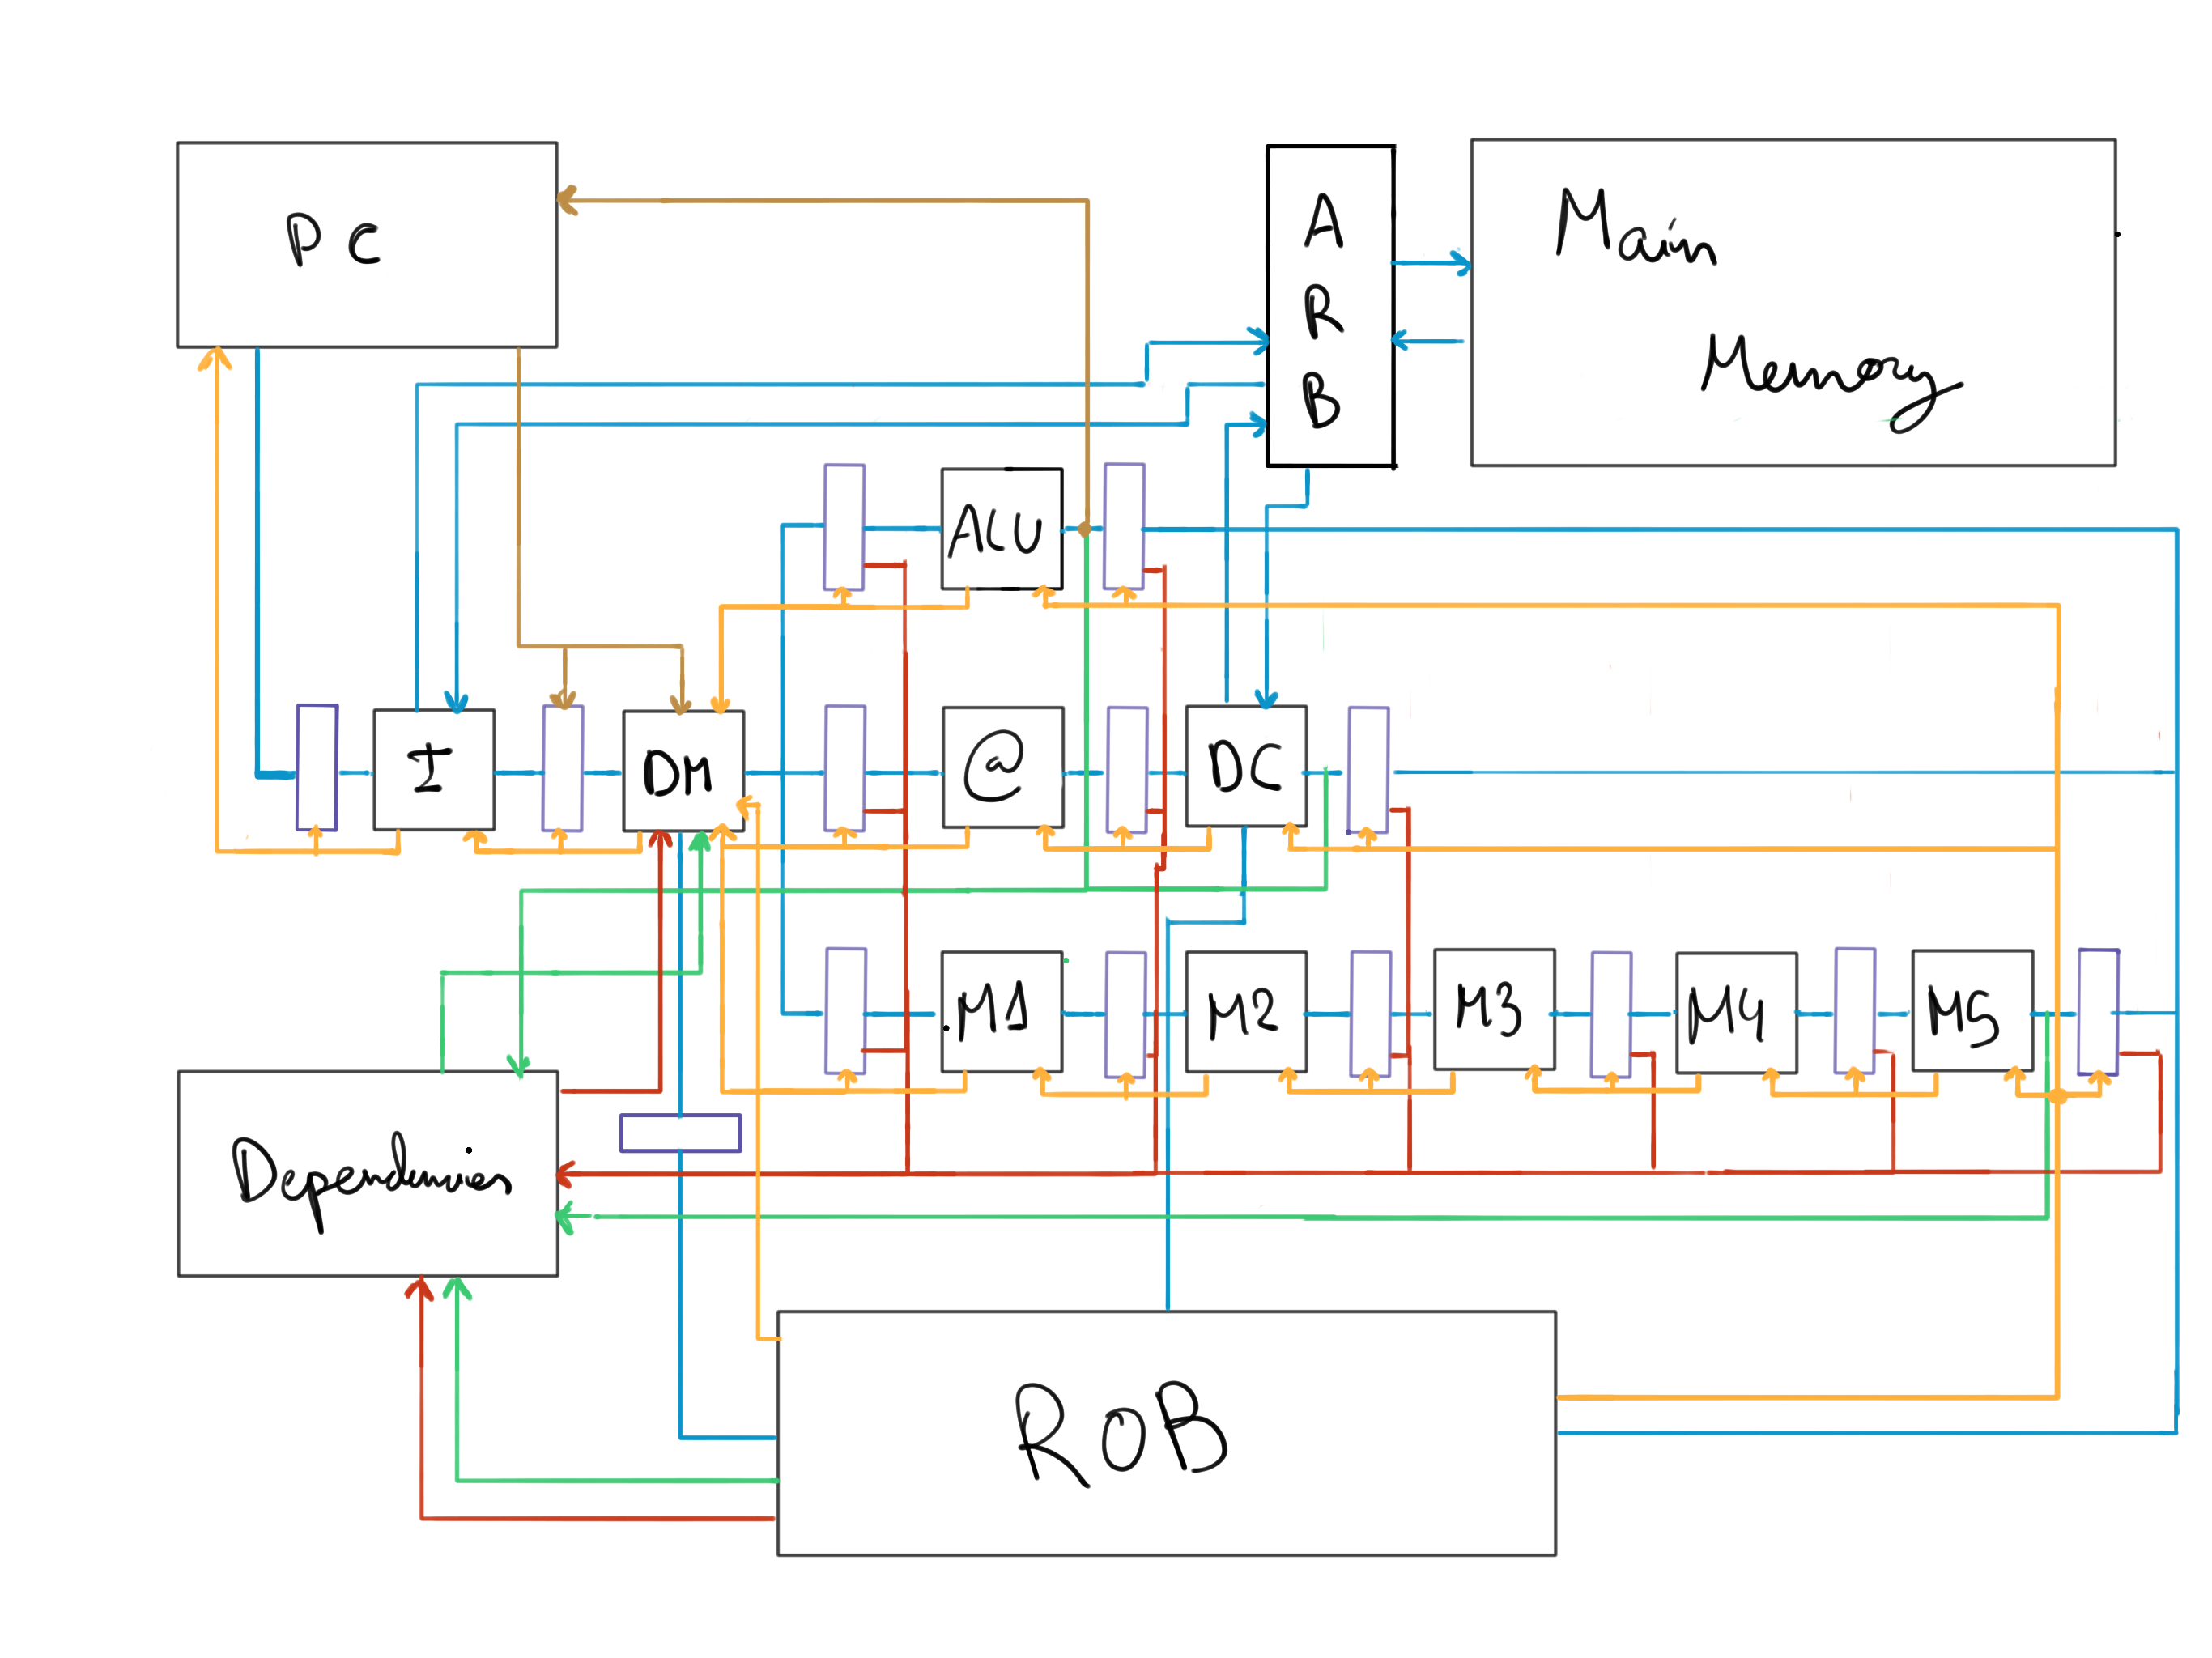 PC
A
R
B
Main
Memory
ALU
I
DM
@
DC
M1
M2
M3
M4
M5
Dependencies
ROB